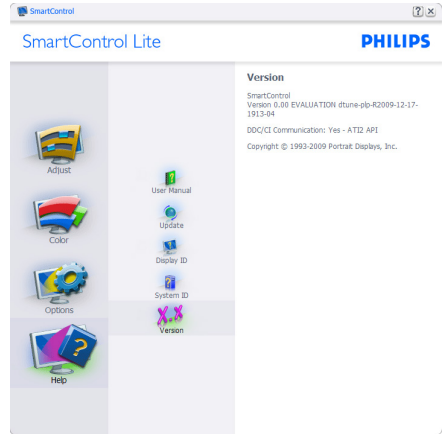 SmartControl
SmartControl Lite
PHILIPS
Adjust
Color
Options
Help
User Manual
Update
Display ID
System ID
X.X
Version
Version
SmartControl
Version 0.00 EVALUATION dtune-plp-R2009-12-17-
1913-04
DDC/CI Communication: Yes - ATI2 API
Copyright © 1993-2009 Portrait Displays, Inc.